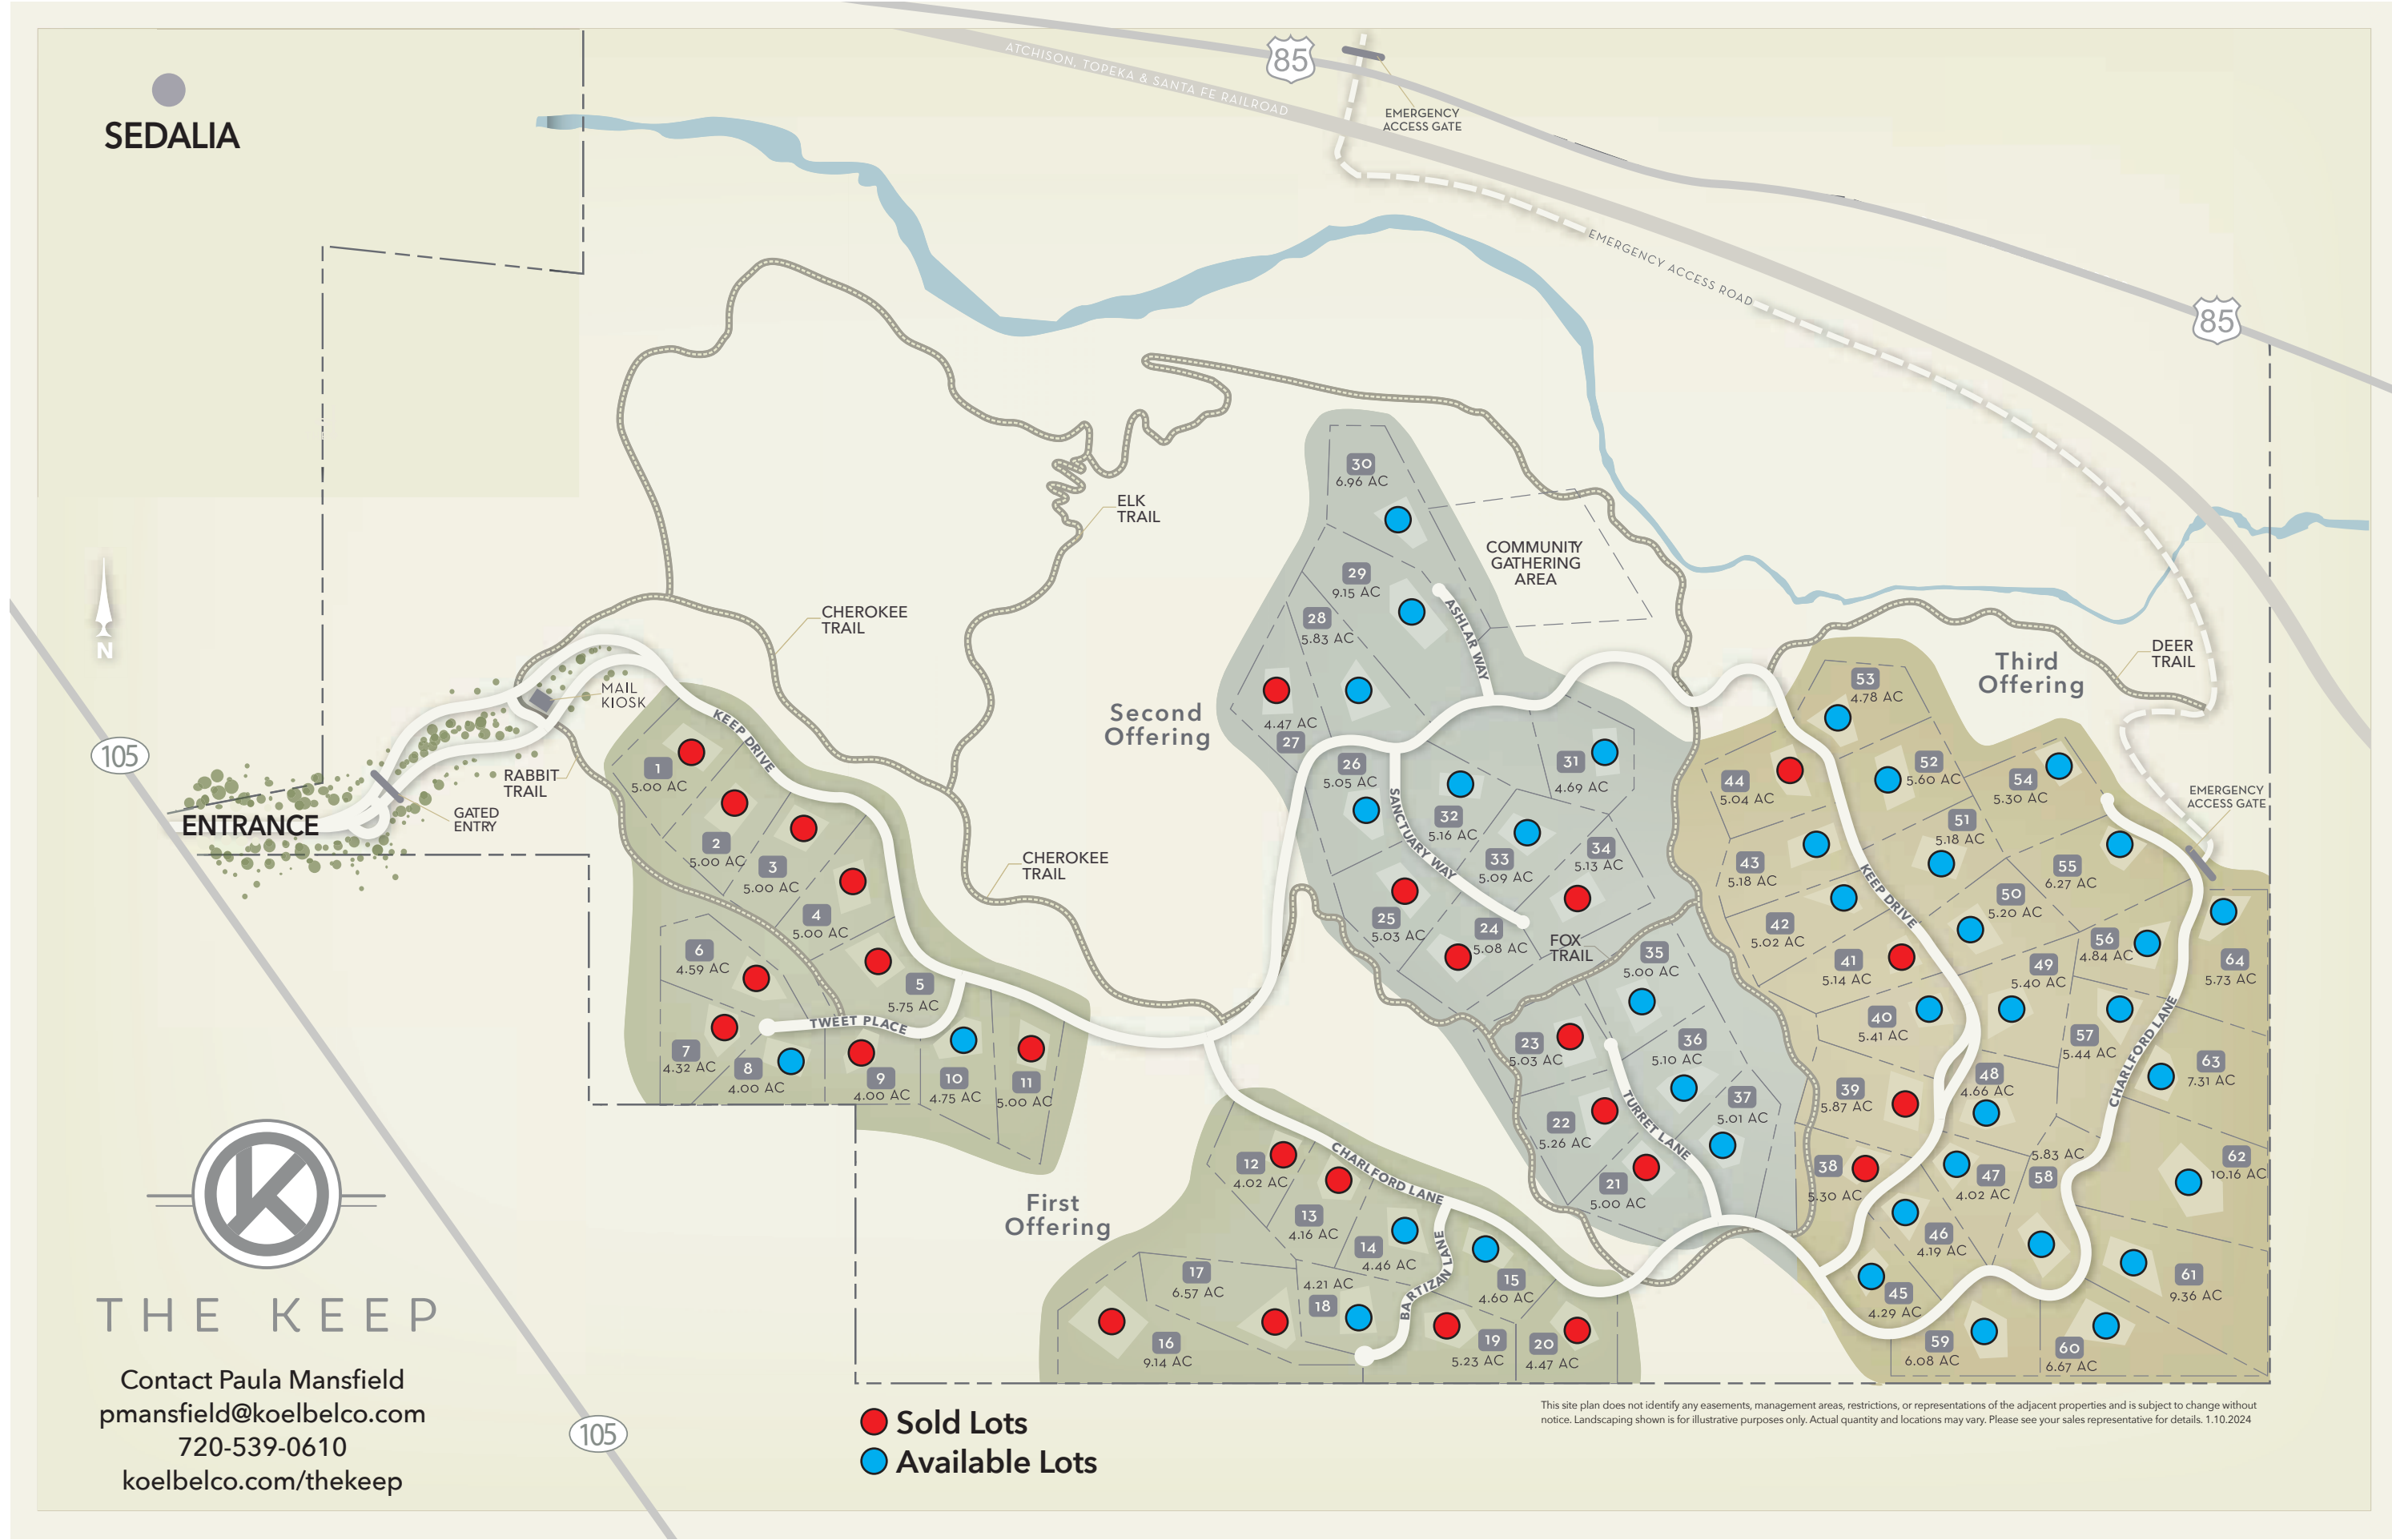 SEDALIA
85
ATCHISON, TOPEKA & SANTA FE RAILROAD
EMERGENCY
ACCESS GATE
EMERGENCY ACCESS ROAD
85
105
ENTRANCE
GATED
ENTRY
RABBIT
TRAIL
MAIL
KIOSK
CHEROKEE
TRAIL
ELK
TRAIL
CHEROKEE
TRAIL
N
KEEP DRIVE
1
5.00 AC
2
5.00 AC
3
5.00 AC
4
5.00 AC
5
5.75 AC
6
4.59 AC
7
4.32 AC
8
4.00 AC
TWEET PLACE
9
4.00 AC
10
4.75 AC
11
5.00 AC
First
Offering
12
4.02 AC
13
4.16 AC
14
4.46 AC
15
4.60 AC
16
9.14 AC
17
6.57 AC
4.21 AC
18
19
5.23 AC
20
4.47 AC
CHARLFORD LANE
BARTIZAN LANE
Second
Offering
30
6.96 AC
29
9.15 AC
28
5.83 AC
4.47 AC
27
ASHLAR WAY
COMMUNITY
GATHERING
AREA
26
5.05 AC
SANCTUARY WAY
31
4.69 AC
32
5.16 AC
33
5.09 AC
34
5.13 AC
25
5.03 AC
24
5.08 AC
FOX
TRAIL
35
5.00 AC
23
5.03 AC
36
5.10 AC
37
5.01 AC
22
5.26 AC
21
5.00 AC
TURRET LANE
Third
Offering
DEER
TRAIL
EMERGENCY
ACCESS GATE
53
4.78 AC
44
5.04 AC
52
5.60 AC
54
5.30 AC
43
5.18 AC
51
5.18 AC
55
6.27 AC
KEEP DRIVE
42
5.02 AC
50
5.20 AC
56
4.84 AC
64
5.73 AC
41
5.14 AC
49
5.40 AC
40
5.41 AC
57
5.44 AC
CHARLFORD LANE
63
7.31 AC
39
5.87 AC
48
4.66 AC
38
5.30 AC
47
4.02 AC
5.83 AC
58
62
10.16 AC
46
4.19 AC
45
4.29 AC
61
9.36 AC
59
6.08 AC
60
6.67 AC
THE KEEP
Contact Paula Mansfield
pmansfield@koelbelco.com
720-539-0610
koelbelco.com/thekeep
105
Sold Lots
Available Lots
This site plan does not identify any easements, management areas, restrictions, or representations of the adjacent properties and is subject to change without
notice. Landscaping shown is for illustrative purposes only. Actual quantity and locations may vary. Please see your sales representative for details. 1.10.2024